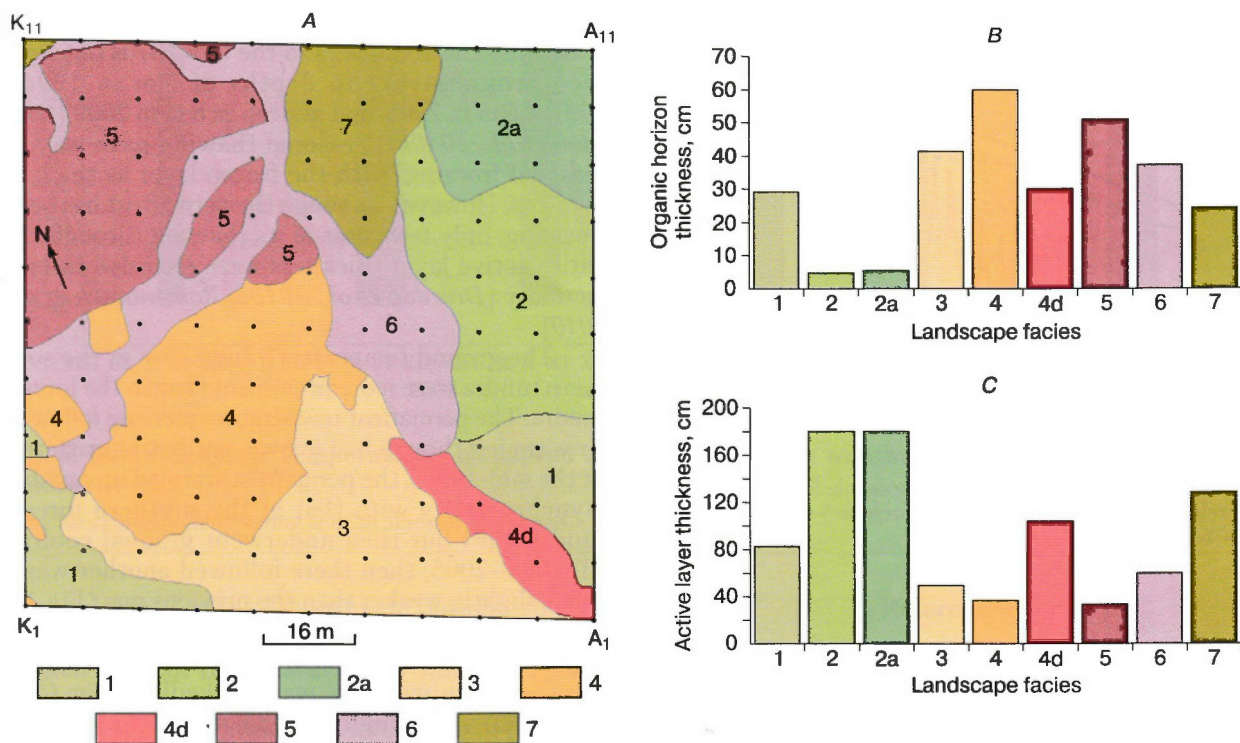 A
K11
A11
5
5
7
2a
5
5
N
2
6
4
4
1
1
3
4d
1
K1
16 m
A1
1
2
2a
3
4
4d
5
6
7
B
Organic horizon
thickness, cm
70
60
50
40
30
20
10
0
1 2 2a 3 4 4d 5 6 7
Landscape facies
C
Active layer thickness, cm
200
160
120
80
40
0
1 2 2a 3 4 4d 5 6 7
Landscape facies